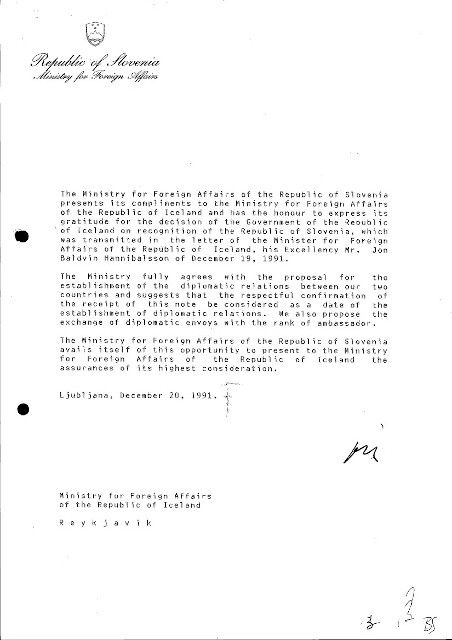 Republic of Slovenia
Ministry for Foreign Affairs
The Ministry for Foreign Affairs of the Republic of Slovenia
presents its compliments to the Ministry for Foreign Affairs
of the Republic of Iceland and has the honour to express its
gratitude for the decision of the Government of the Republic
of Iceland on recognition of the Republic of Slovenia, which
was transmitted in the letter of the Minister for Foreign
Affairs of the Republic of Iceland, his Excellency Mr. Jon
Baldvin Hannibalsson of December 19, 1991.
The Ministry fully agrees with the proposal for the
establishment of the diplomatic relations between our two
countries and suggests that the respectful confirmation of
the receipt of this note be considered as a date of the
establishment of diplomatic relations. We also propose the
exchange of diplomatic envoys with the rank of ambassador.
The Ministry for Foreign Affairs of the Republic of Slovenia
avails itself of this opportunity to present to the Ministry
for Foreign Affairs of the Republic of Iceland the
assurances of its highest consideration.
Ljubljana, December 20, 1991.
Ministry for Foreign Affairs
of the Republic of Iceland
R e y k j a v i k